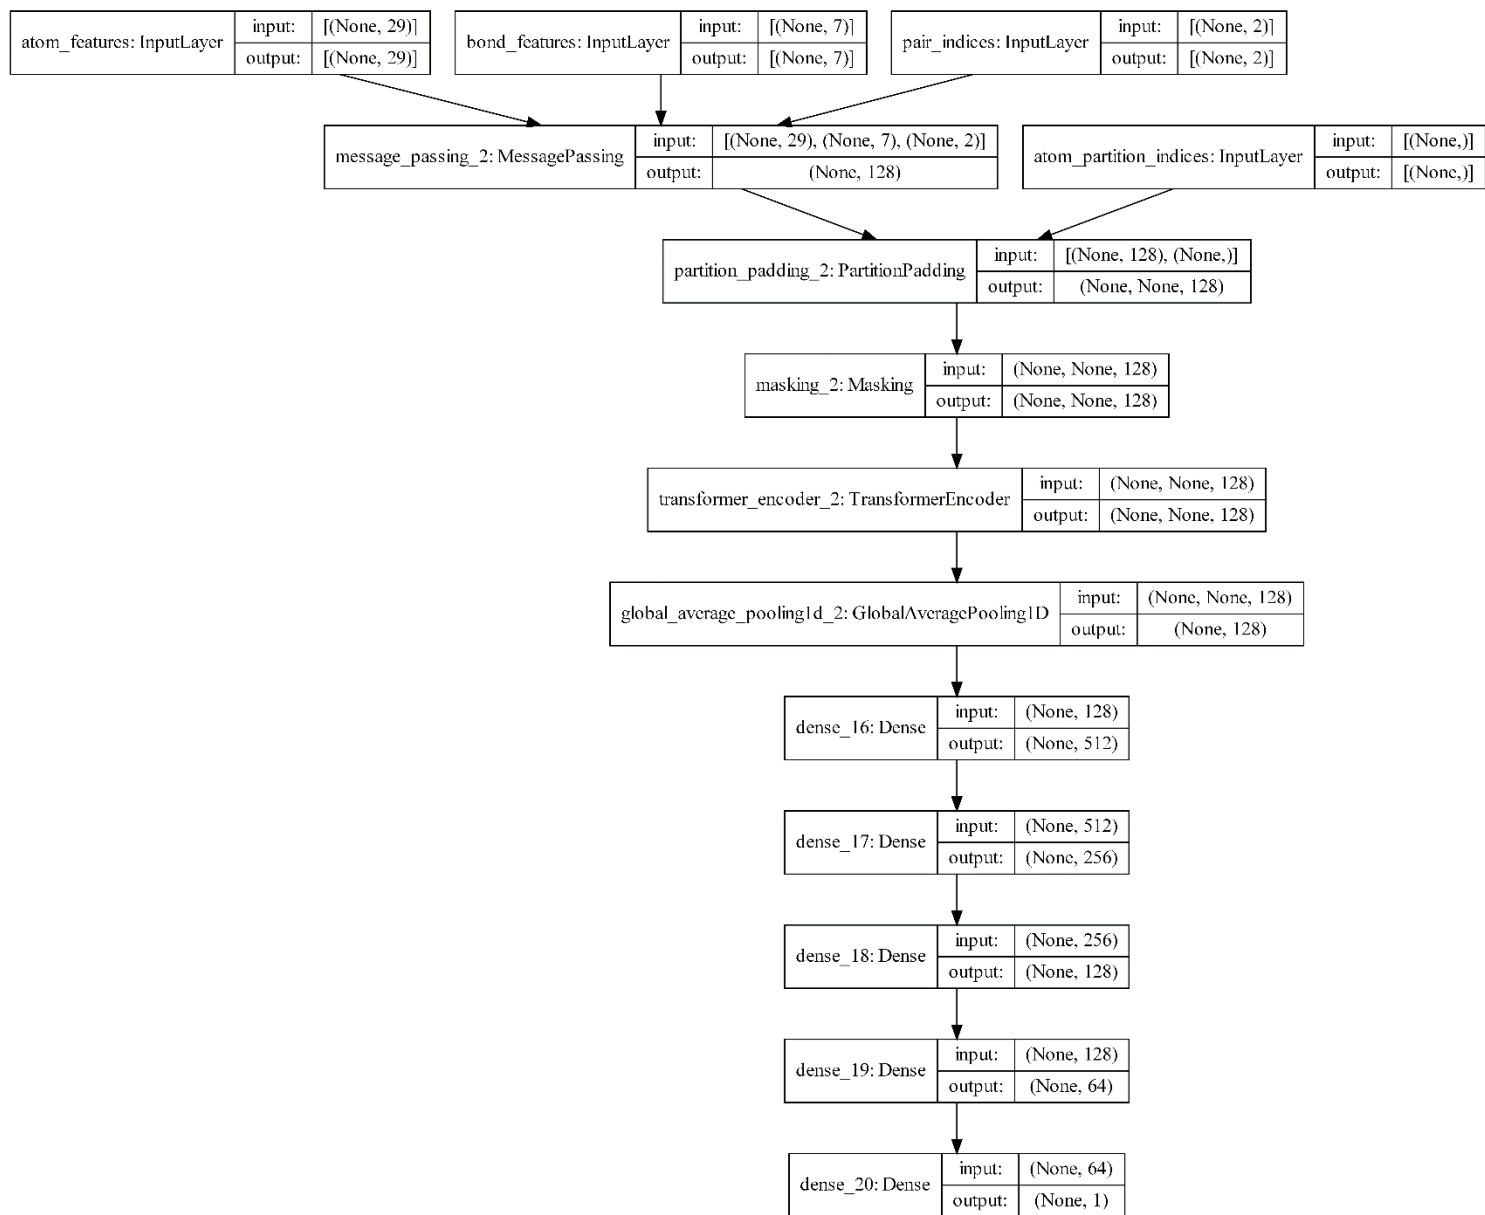 atom_features: InputLayer
input: [(None, 29)]
output: [(None, 29)]
bond_features: InputLayer
input: [(None, 7)]
output: [(None, 7)]
pair_indices: InputLayer
input: [(None, 2)]
output: [(None, 2)]
message_passing_2: MessagePassing
input: [(None, 29), (None, 7), (None, 2)]
output: (None, 128)
atom_partition_indices: InputLayer
input: [(None,)]
output: [(None,)]
partition_padding_2: PartitionPadding
input: [(None, 128), (None,)]
output: (None, None, 128)
masking_2: Masking
input: (None, None, 128)
output: (None, None, 128)
transformer_encoder_2: TransformerEncoder
input: (None, None, 128)
output: (None, None, 128)
global_average_pooling1d_2: GlobalAveragePooling1D
input: (None, None, 128)
output: (None, 128)
dense_16: Dense
input: (None, 128)
output: (None, 512)
dense_17: Dense
input: (None, 512)
output: (None, 256)
dense_18: Dense
input: (None, 256)
output: (None, 128)
dense_19: Dense
input: (None, 128)
output: (None, 64)
dense_20: Dense
input: (None, 64)
output: (None, 1)